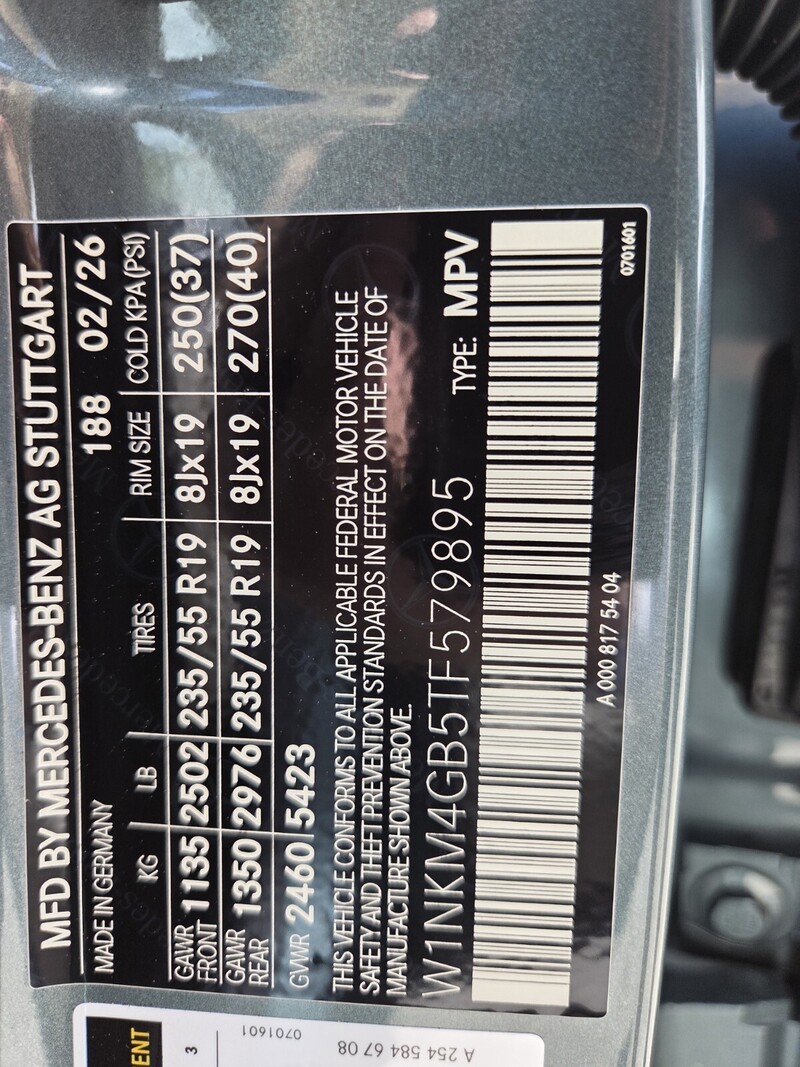 MFD BY MERCEDES-BENZ AG STUTTGART
MADE IN GERMANY 188 02/26
KG LB TIRES RIM SIZE COLD KPA(PSI)
GAWR FRONT 1135 2502 235/55 R19 8Jx19 250(37)
GAWR REAR 1350 2976 235/55 R19 8Jx19 270(40)
GVWR 2460 5423
THIS VEHICLE CONFORMS TO ALL APPLICABLE FEDERAL MOTOR VEHICLE
SAFETY AND THEFT PREVENTION STANDARDS IN EFFECT ON THE DATE OF
MANUFACTURE SHOWN ABOVE.
W1NKM4GB5TF579895 TYPE: MPV
A 000 817 54 04
0701601
ENT
3
0701601
A 254 584 67 08